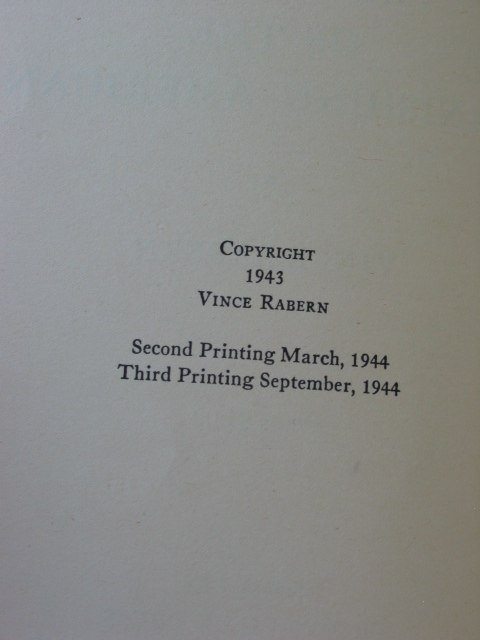 Copyright
1943
Vince Rabern
Second Printing March, 1944
Third Printing September, 1944